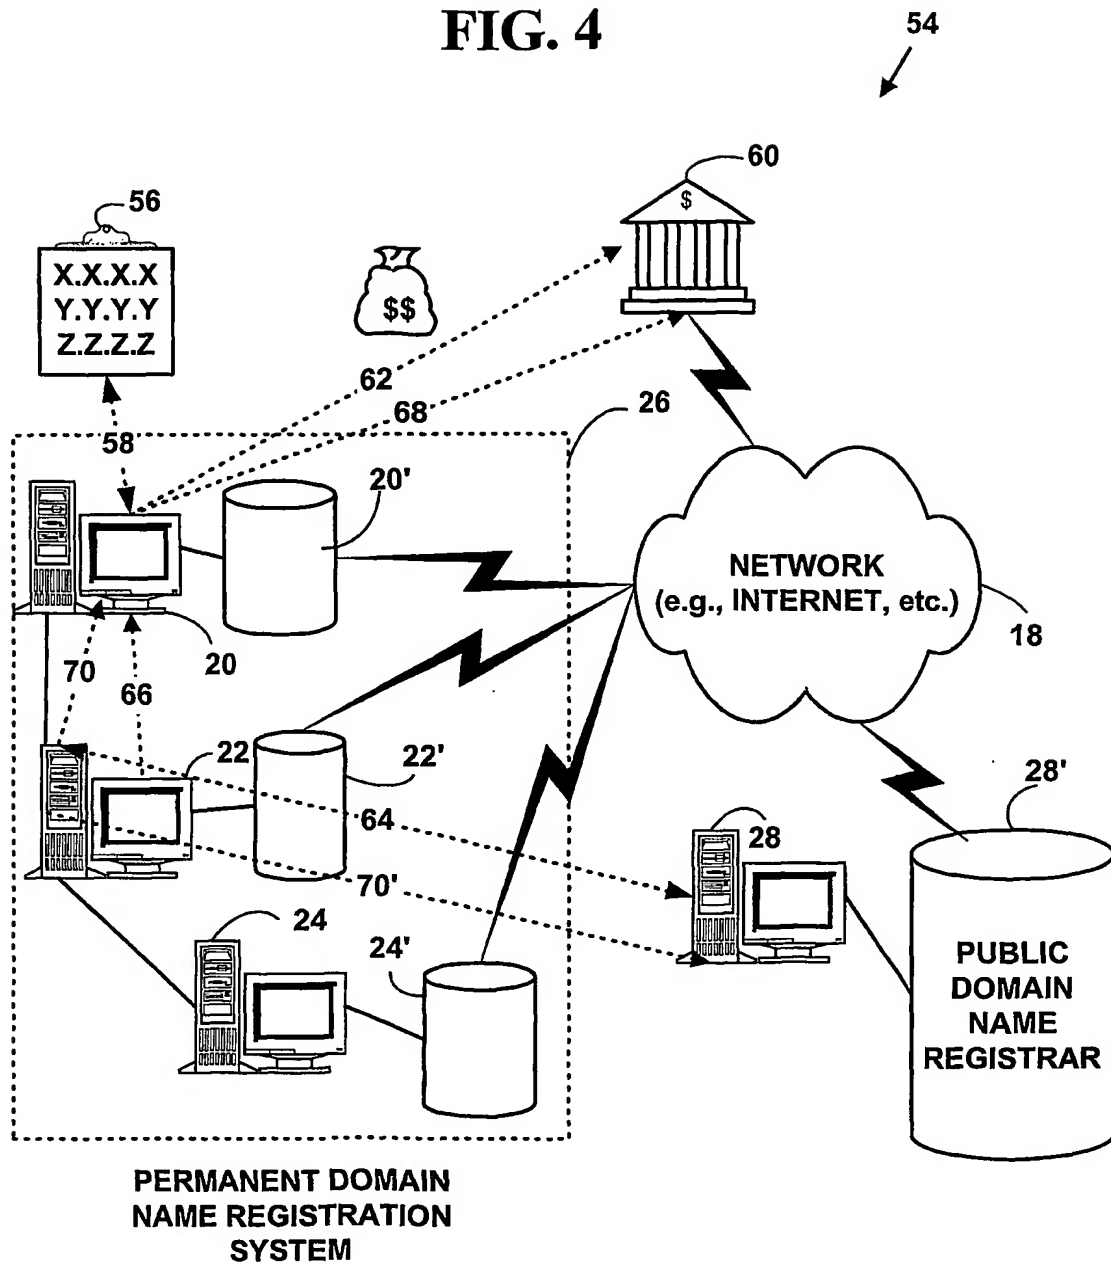 FIG. 4
54
60
$
56
X.X.X.X
Y.Y.Y.Y
Z.Z.Z.Z
$$
62
68
26
58
20'
NETWORK
(e.g., INTERNET, etc.)
18
20
70
66
22
22'
28'
64
28
70'
24
24'
PUBLIC
DOMAIN
NAME
REGISTRAR
PERMANENT DOMAIN
NAME REGISTRATION
SYSTEM